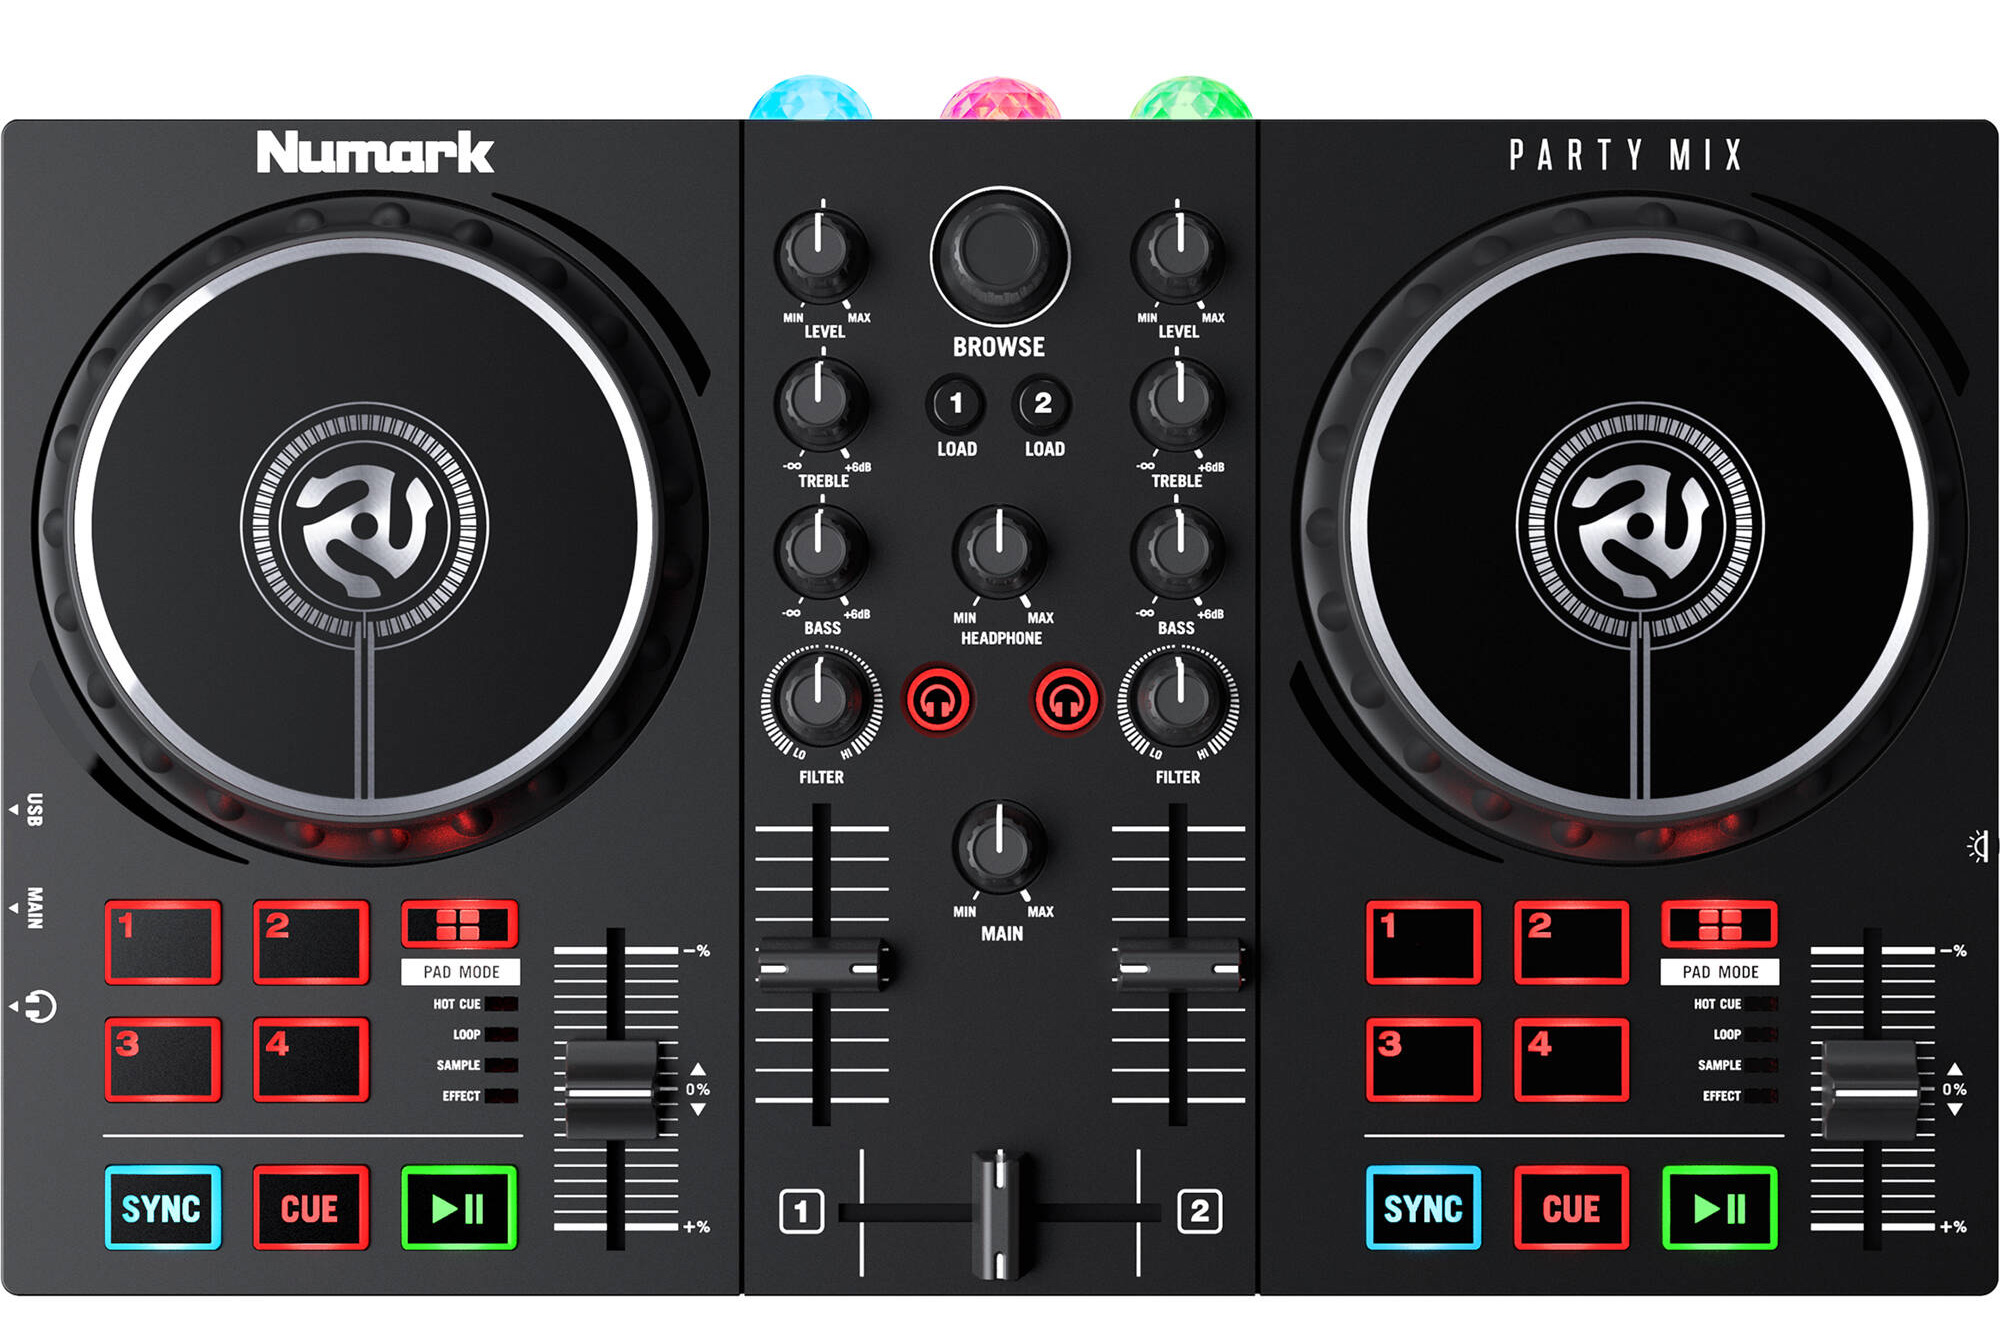 Numark
PARTY MIX
MIN MAX
LEVEL
BROWSE
MIN MAX
LEVEL
1 2
LOAD LOAD
-∞ +6dB
TREBLE
-∞ +6dB
TREBLE
-∞ +6dB
BASS
MIN MAX
HEADPHONE
-∞ +6dB
BASS
LO HI
FILTER
LO HI
FILTER
MIN MAX
MAIN
USB
MAIN
1 2
PAD MODE
HOT CUE
LOOP
SAMPLE
EFFECT
3 4
-%
0%
+%
SYNC CUE
1 2
1 2
PAD MODE
HOT CUE
LOOP
SAMPLE
EFFECT
3 4
-%
0%
+%
SYNC CUE